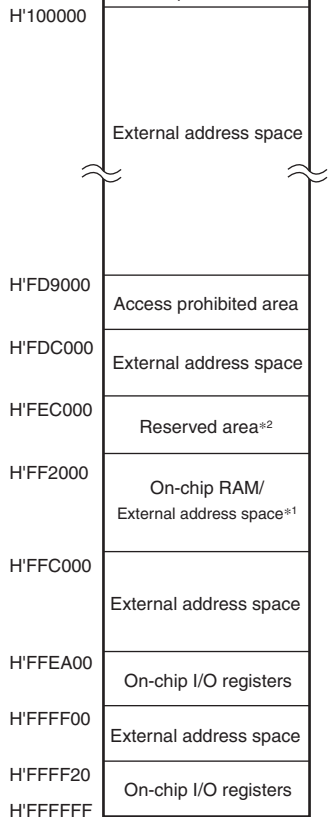 H'100000
External address space
H'FD9000
Access prohibited area
H'FDC000
External address space
H'FEC000
Reserved area*2
H'FF2000
On-chip RAM/
External address space*1
H'FFC000
External address space
H'FFEA00
On-chip I/O registers
H'FFFF00
External address space
H'FFFF20
On-chip I/O registers
H'FFFFFF